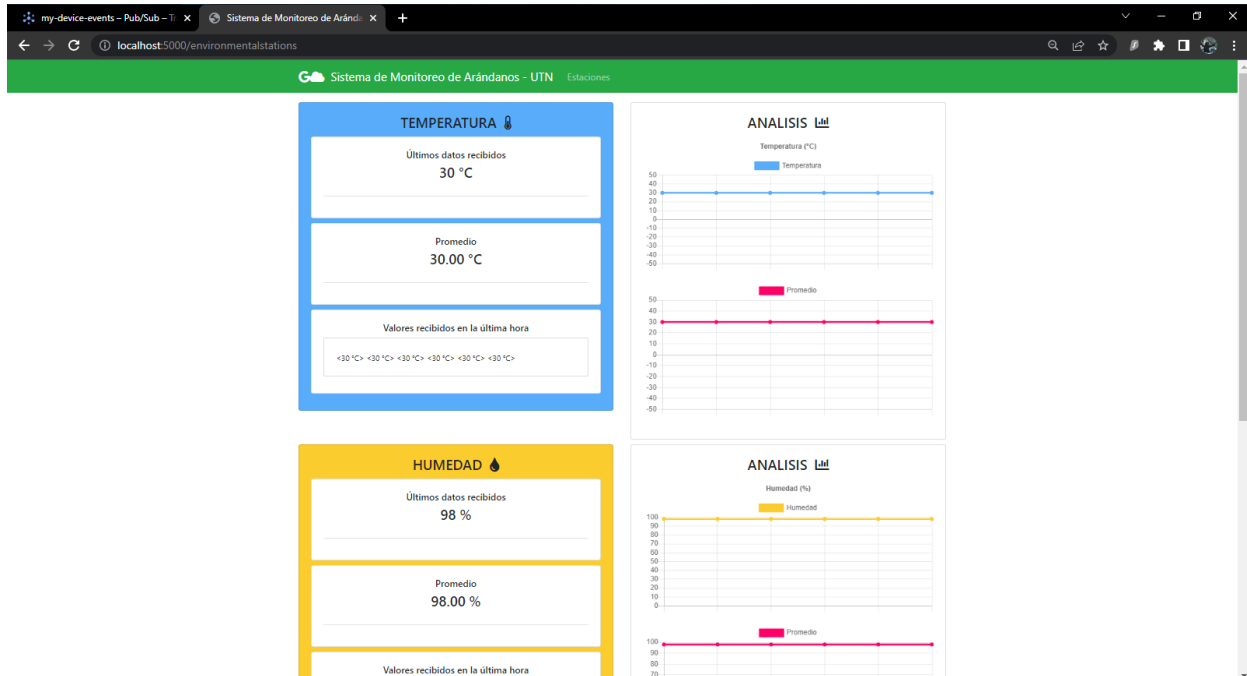 my-device-events – Pub/Sub – Tr
Sistema de Monitoreo de Aránda
localhost:5000/environmentalstations
Sistema de Monitoreo de Arándanos - UTN Estaciones
TEMPERATURA
Últimos datos recibidos
30 °C
Promedio
30.00 °C
Valores recibidos en la última hora
<30 °C> <30 °C> <30 °C> <30 °C> <30 °C> <30 °C>
ANALISIS
Temperatura (°C)
Temperatura
50
40
30
20
10
0
-10
-20
-30
-40
-50
Promedio
50
40
30
20
10
0
-10
-20
-30
-40
-50
HUMEDAD
Últimos datos recibidos
98 %
Promedio
98.00 %
Valores recibidos en la última hora
ANALISIS
Humedad (%)
Humedad
100
90
80
70
60
50
40
30
20
10
0
Promedio
100
90
80
70